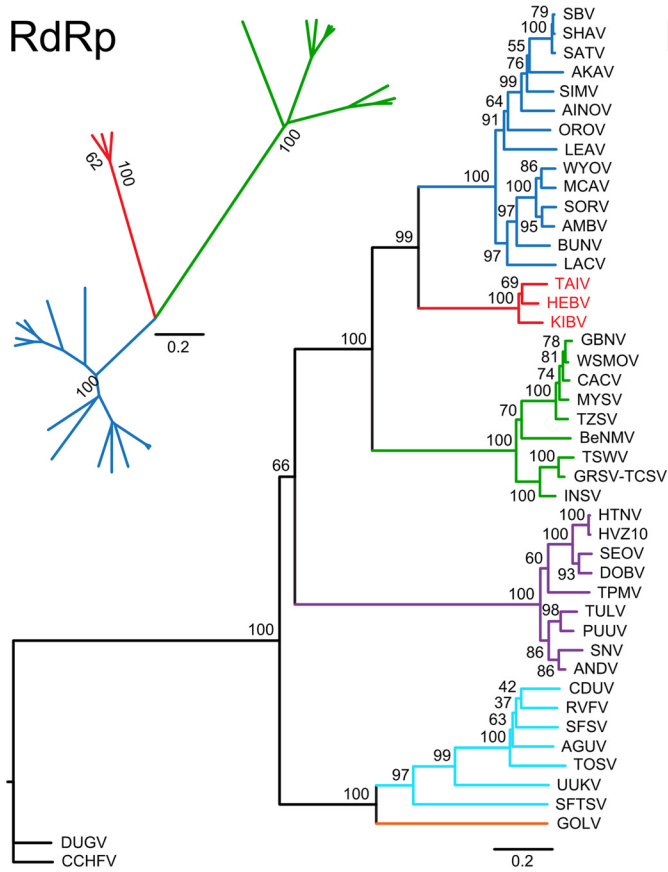 RdRp
100
62
100
100
0.2
79
SBV
100
SHAV
55
SATV
76
AKAV
99
SIMV
64
AINOV
91
OROV
LEAV
86
WYOV
100
100
MCAV
97
SORV
95
AMBV
BUNV
97
LACV
99
69
TAIV
100
HEBV
KIBV
100
78
GBNV
81
WSMOV
74
CACV
100
MYSV
70
TZSV
100
BeNMV
100
TSWV
GRSV-TCSV
100
INSV
66
100
HTNV
100
HVZ10
60
SEOV
93
DOBV
100
TPMV
98
TULV
PUUV
86
SNV
86
ANDV
100
42
CDUV
37
RVFV
63
SFSV
100
AGUV
99
TOSV
97
UUKV
100
SFTSV
GOLV
DUGV
CCHFV
0.2